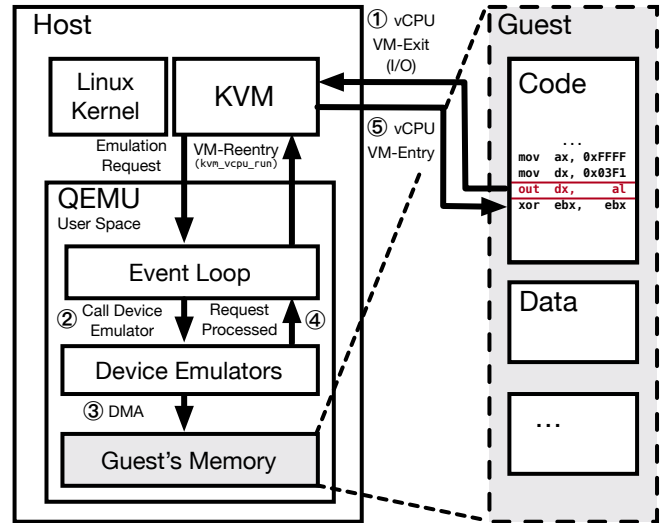 Host
① vCPU
VM-Exit
(I/O)
Guest
Linux
Kernel
KVM
Code
Emulation
Request
VM-Reentry
(kvm_vcpu_run)
⑤ vCPU
VM-Entry
...
mov ax, 0xFFFF
mov dx, 0x03F1
out dx, al
xor ebx, ebx
QEMU
User Space
Event Loop
② Call Device
Emulator
Request
Processed
④
Data
Device Emulators
③ DMA
...
Guest's Memory